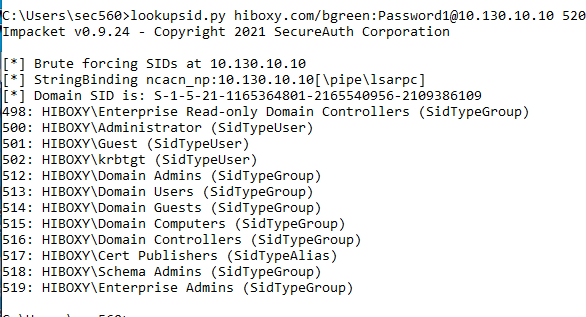 C:\Users\sec560>lookupsid.py hiboxy.com/bgreen:Password1@10.130.10.10 520
Impacket v0.9.24 - Copyright 2021 SecureAuth Corporation
[*] Brute forcing SIDs at 10.130.10.10
[*] StringBinding ncacn_np:10.130.10.10[\pipe\lsarpc]
[*] Domain SID is: S-1-5-21-1165364801-2165540956-2109386109
498: HIBOXY\Enterprise Read-only Domain Controllers (SidTypeGroup)
500: HIBOXY\Administrator (SidTypeUser)
501: HIBOXY\Guest (SidTypeUser)
502: HIBOXY\krbtgt (SidTypeUser)
512: HIBOXY\Domain Admins (SidTypeGroup)
513: HIBOXY\Domain Users (SidTypeGroup)
514: HIBOXY\Domain Guests (SidTypeGroup)
515: HIBOXY\Domain Computers (SidTypeGroup)
516: HIBOXY\Domain Controllers (SidTypeGroup)
517: HIBOXY\Cert Publishers (SidTypeAlias)
518: HIBOXY\Schema Admins (SidTypeGroup)
519: HIBOXY\Enterprise Admins (SidTypeGroup)